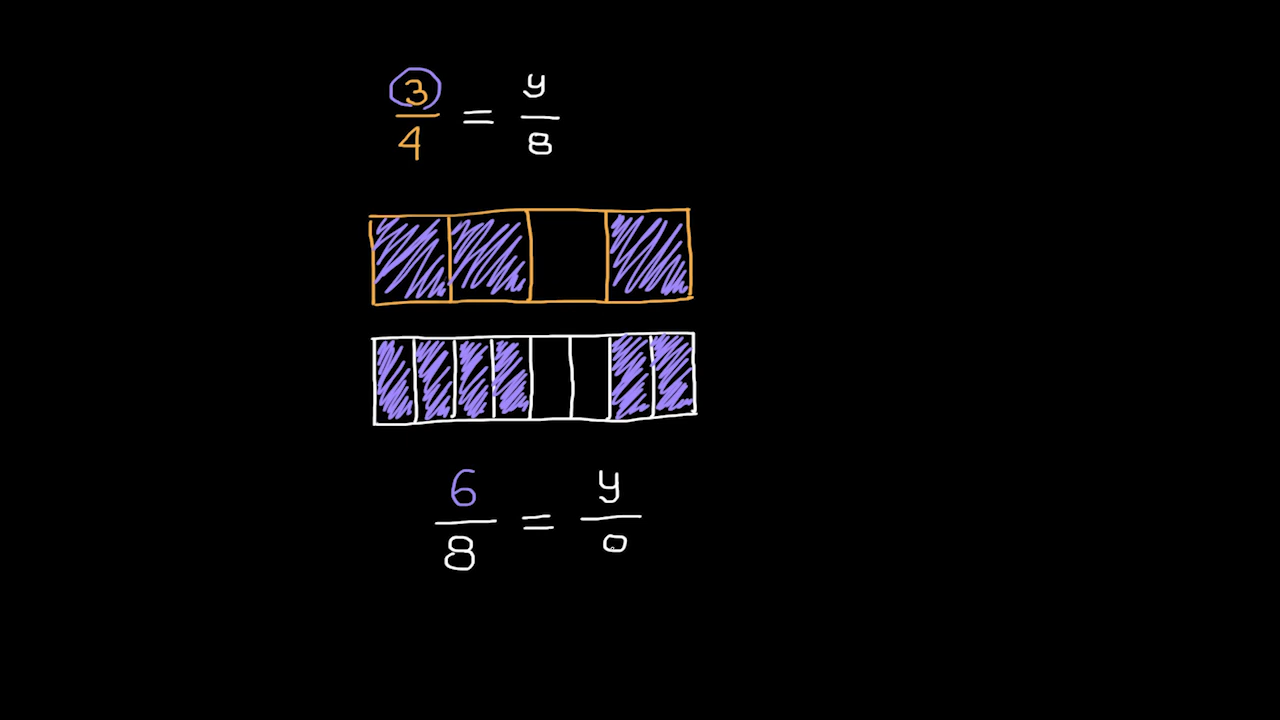 3/4 = y/8
6/8 = y/o